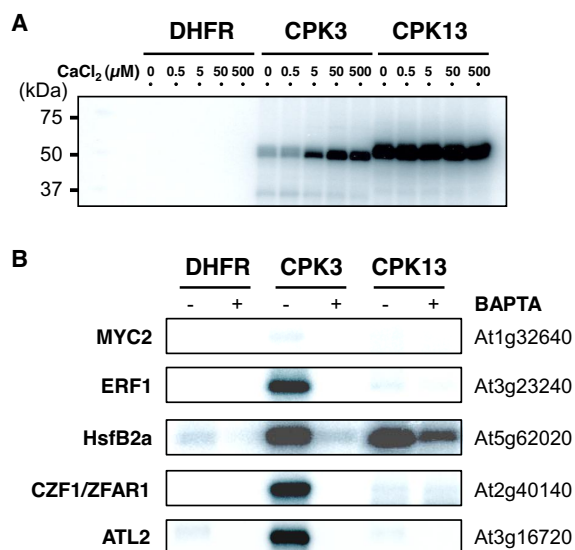 A
DHFR CPK3 CPK13
CaCl2 (μM) 0 0.5 5 50 500 0 0.5 5 50 500 0 0.5 5 50 500
(kDa)
75
50
37
B
DHFR CPK3 CPK13
- + - + - + BAPTA
MYC2 At1g32640
ERF1 At3g23240
HsfB2a At5g62020
CZF1/ZFAR1 At2g40140
ATL2 At3g16720